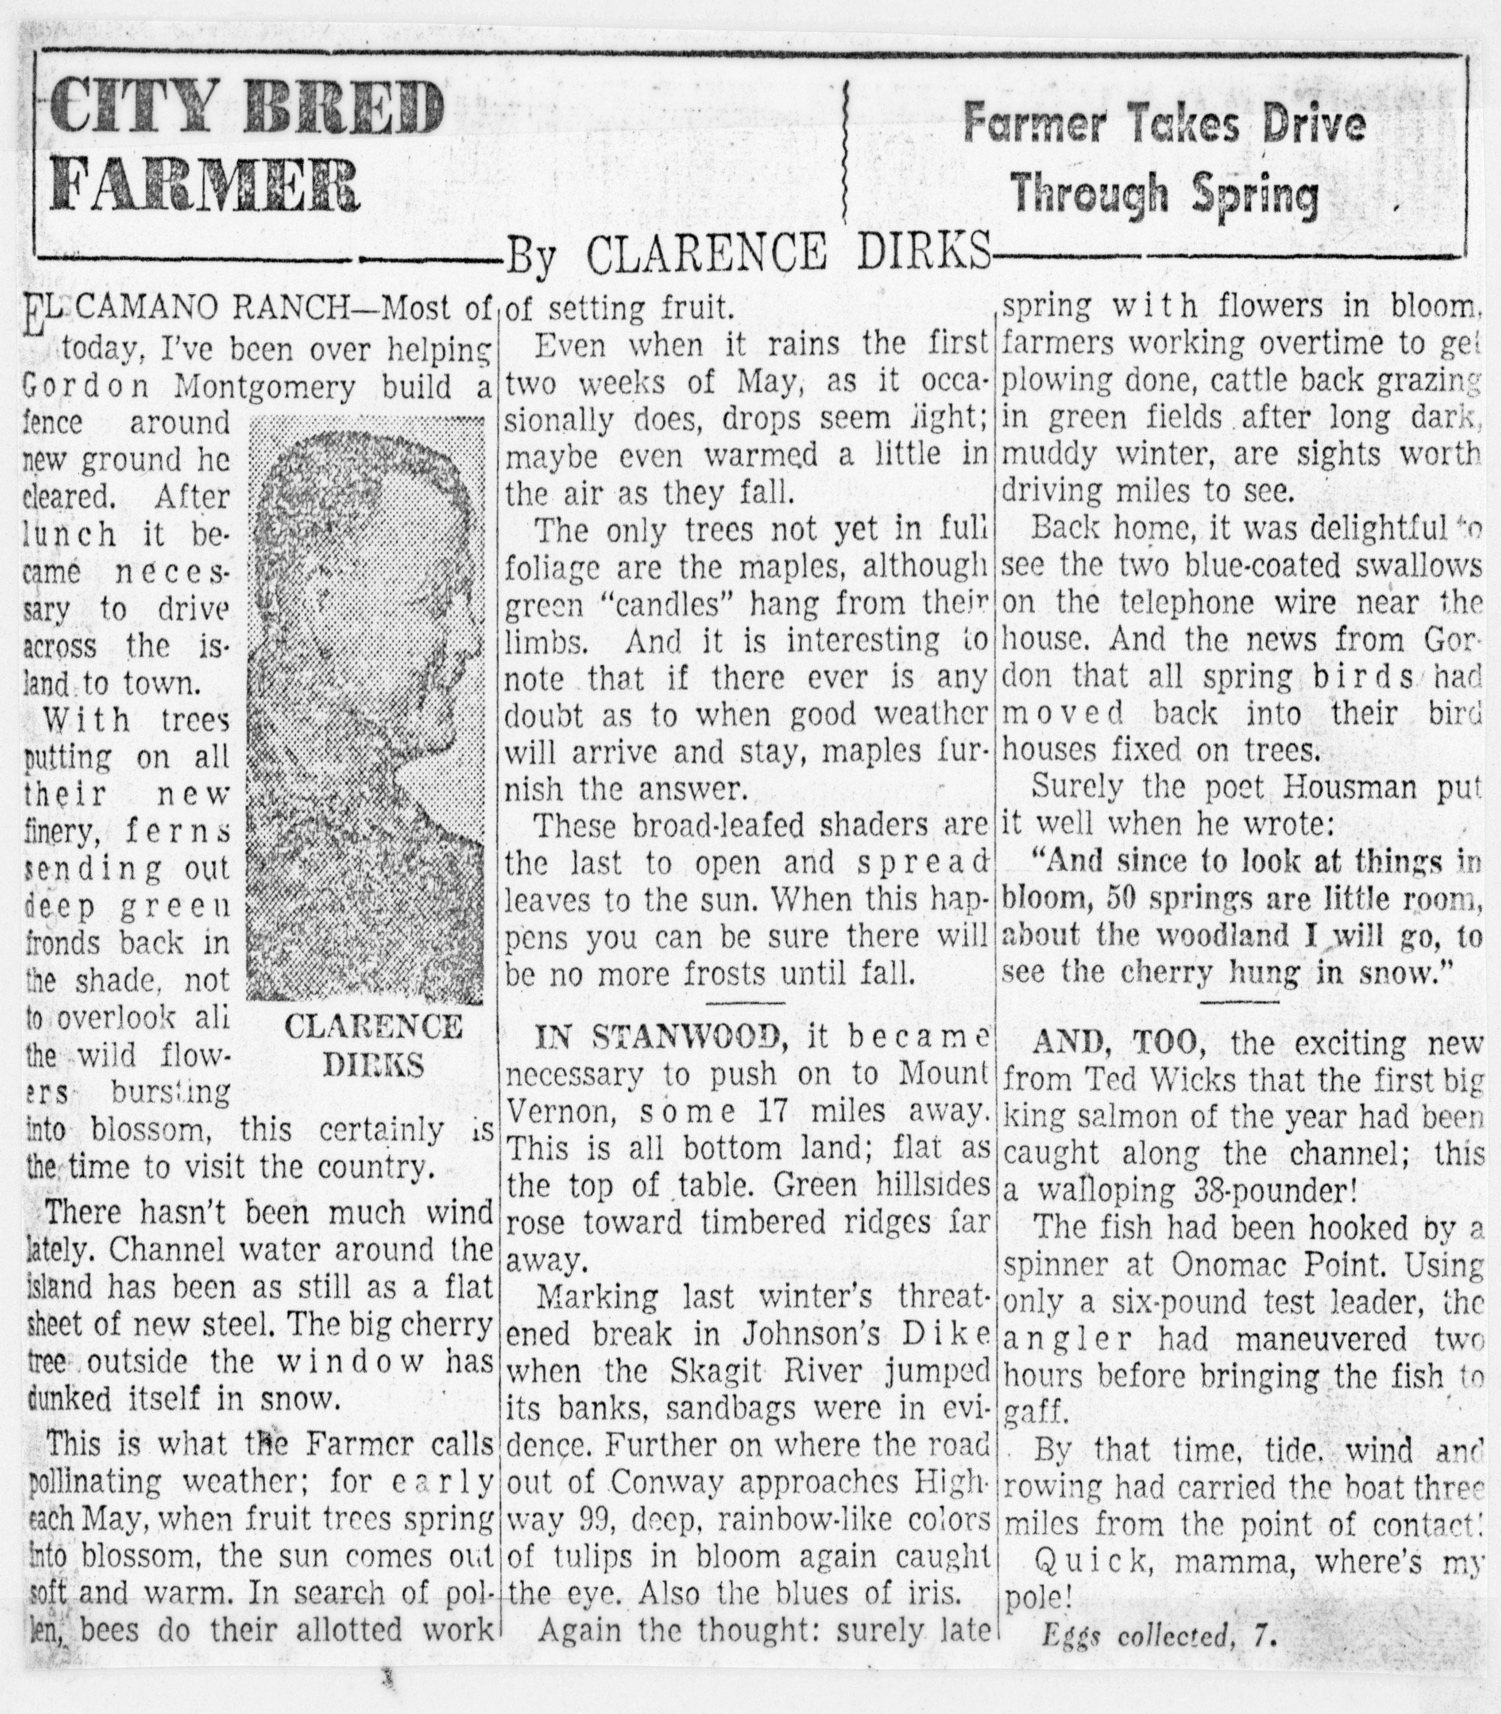 CITY BRED
FARMER
Farmer Takes Drive
Through Spring
By CLARENCE DIRKS
EL CAMANO RANCH—Most of
today, I've been over helping
Gordon Montgomery build a
fence around
new ground he
cleared. After
lunch it be-
came neces-
sary to drive
across the is-
land to town.
With trees
putting on all
their new
finery, ferns
sending out
deep green
fronds back in
the shade, not
to overlook all
the wild flow-
ers bursting
into blossom, this certainly is
the time to visit the country.
CLARENCE
DIRKS
There hasn't been much wind
lately. Channel water around the
island has been as still as a flat
sheet of new steel. The big cherry
tree outside the window has
dunked itself in snow.
This is what the Farmer calls
pollinating weather; for early
each May, when fruit trees spring
into blossom, the sun comes out
soft and warm. In search of pol-
len, bees do their allotted work
of setting fruit.
Even when it rains the first
two weeks of May, as it occa-
sionally does, drops seem light;
maybe even warmed a little in
the air as they fall.
The only trees not yet in full
foliage are the maples, although
green "candles" hang from their
limbs. And it is interesting to
note that if there ever is any
doubt as to when good weather
will arrive and stay, maples fur-
nish the answer.
These broad-leafed shaders are
the last to open and spread
leaves to the sun. When this hap-
pens you can be sure there will
be no more frosts until fall.
IN STANWOOD, it became
necessary to push on to Mount
Vernon, some 17 miles away.
This is all bottom land; flat as
the top of table. Green hillsides
rose toward timbered ridges far
away.
Marking last winter's threat-
ened break in Johnson's Dike
when the Skagit River jumped
its banks, sandbags were in evi-
dence. Further on where the road
out of Conway approaches High-
way 99, deep, rainbow-like colors
of tulips in bloom again caught
the eye. Also the blues of iris.
Again the thought: surely late
spring with flowers in bloom,
farmers working overtime to get
plowing done, cattle back grazing
in green fields after long dark,
muddy winter, are sights worth
driving miles to see.
Back home, it was delightful to
see the two blue-coated swallows
on the telephone wire near the
house. And the news from Gor-
don that all spring birds had
moved back into their bird
houses fixed on trees.
Surely the poet Housman put
it well when he wrote:
"And since to look at things in
bloom, 50 springs are little room,
about the woodland I will go, to
see the cherry hung in snow."
AND, TOO, the exciting new
from Ted Wicks that the first big
king salmon of the year had been
caught along the channel; this
a walloping 38-pounder!
The fish had been hooked by a
spinner at Onomac Point. Using
only a six-pound test leader, the
angler had maneuvered two
hours before bringing the fish to
gaff.
By that time, tide, wind and
rowing had carried the boat three
miles from the point of contact!
Quick, mamma, where's my
pole!
Eggs collected, 7.